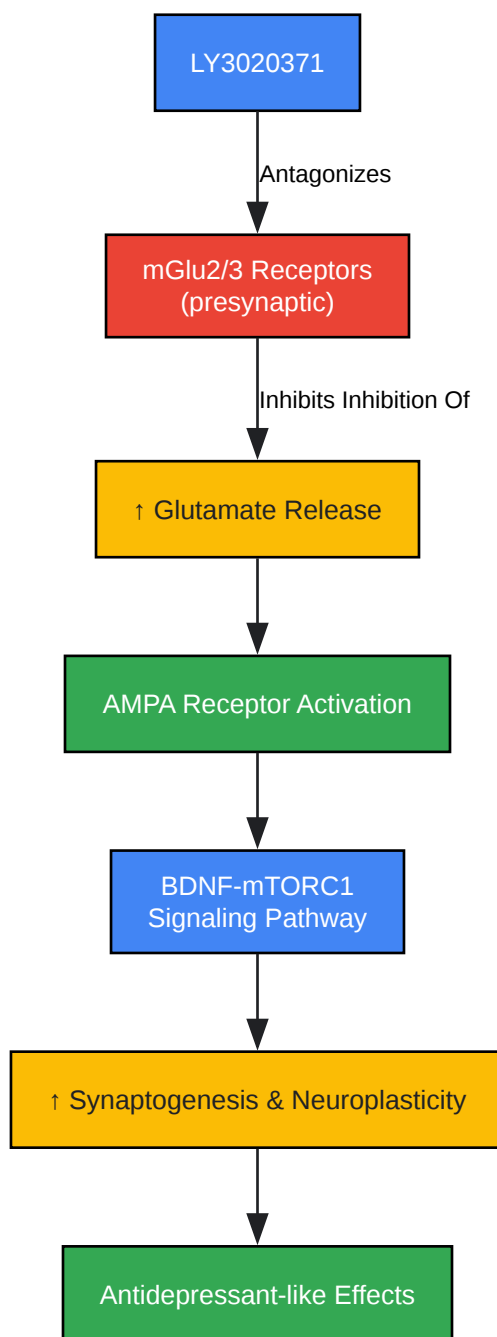 LY3020371
Antagonizes
mGlu2/3 Receptors
(presynaptic)
Inhibits Inhibition Of
↑ Glutamate Release
AMPA Receptor Activation
BDNF-mTORC1
Signaling Pathway
↑ Synaptogenesis & Neuroplasticity
Antidepressant-like Effects